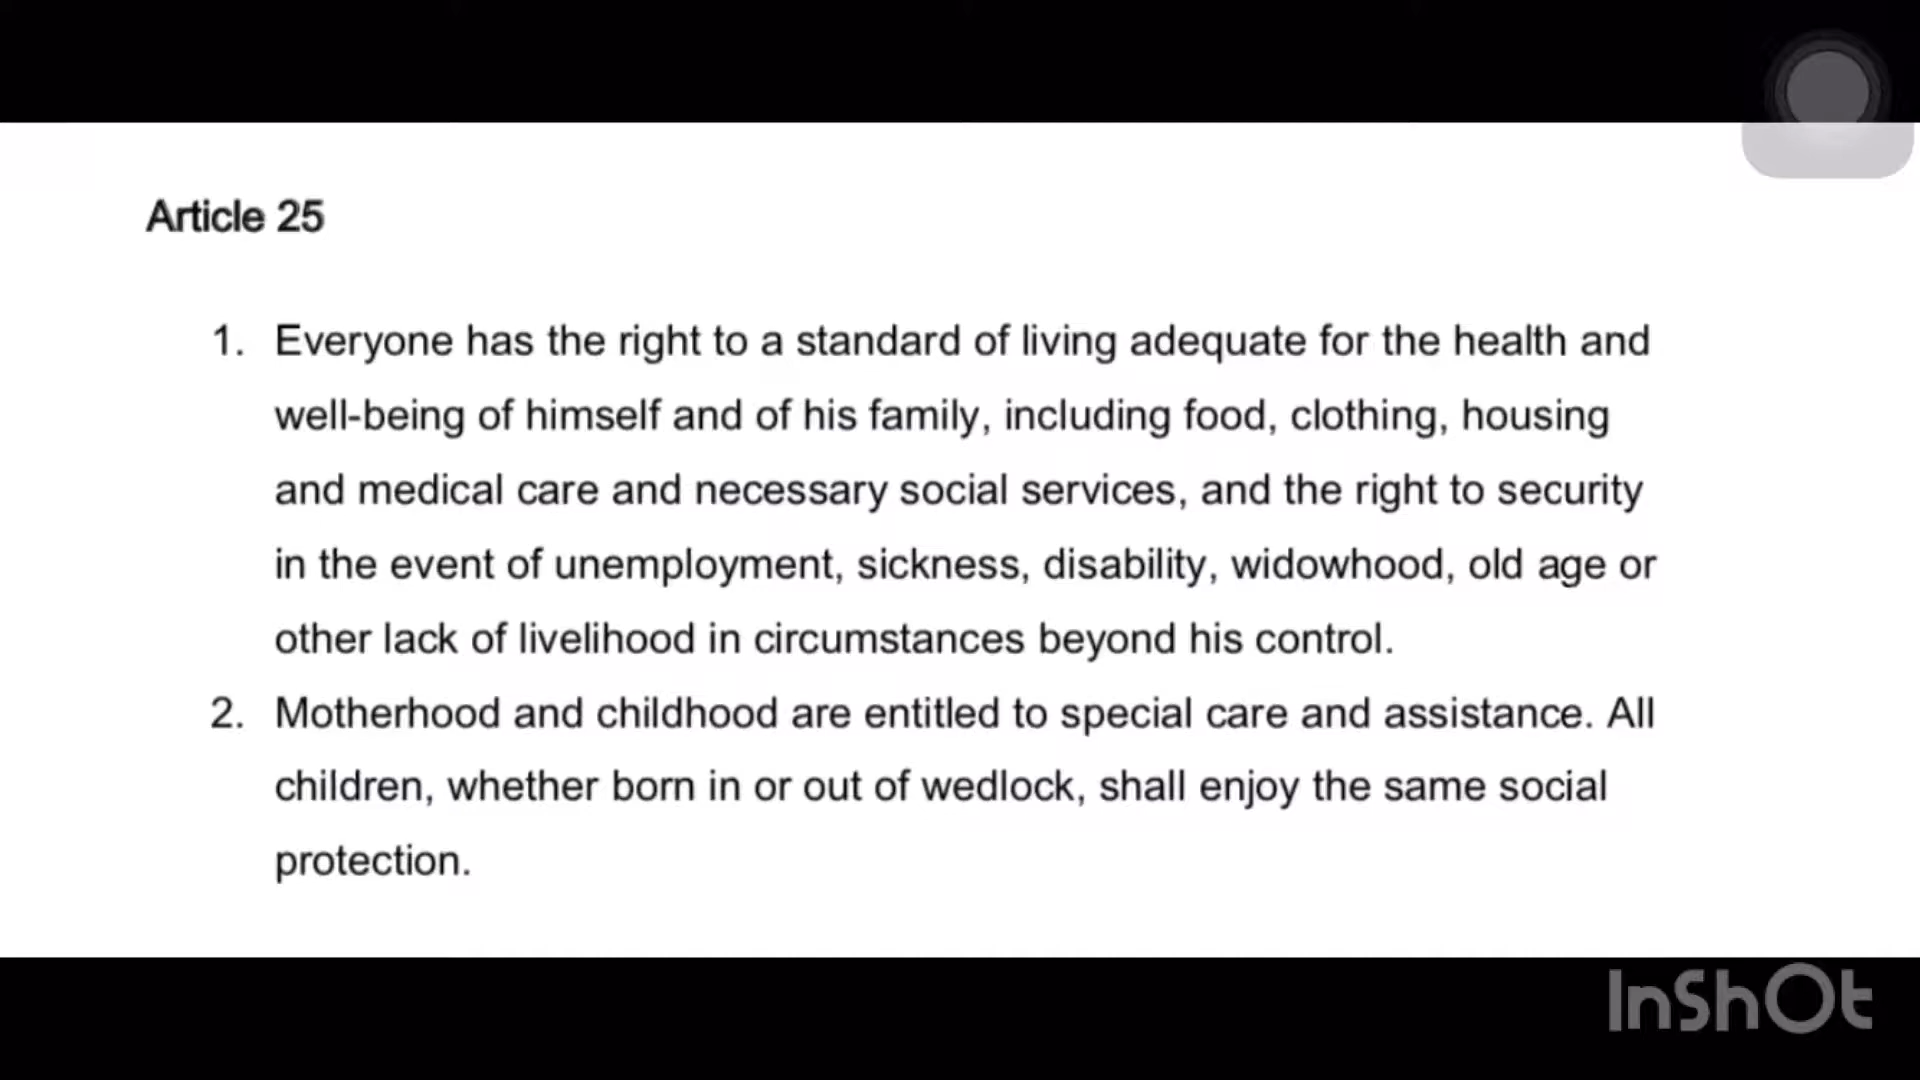 Article 25
1. Everyone has the right to a standard of living adequate for the health and
well-being of himself and of his family, including food, clothing, housing
and medical care and necessary social services, and the right to security
in the event of unemployment, sickness, disability, widowhood, old age or
other lack of livelihood in circumstances beyond his control.
2. Motherhood and childhood are entitled to special care and assistance. All
children, whether born in or out of wedlock, shall enjoy the same social
protection.
InShOt